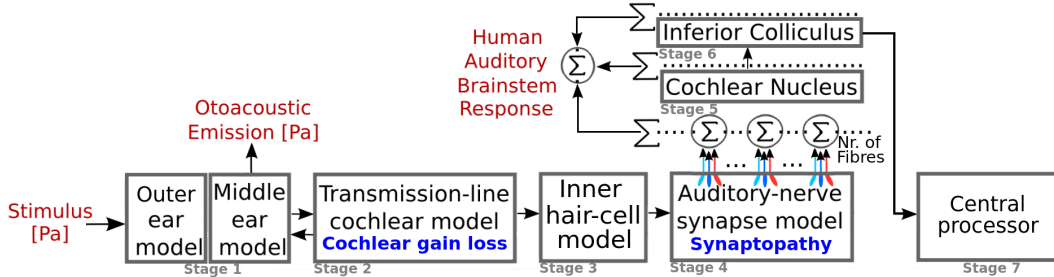 Human
Auditory
Brainstem
Response
Σ
Σ
Inferior Colliculus
Stage 6
Σ
Cochlear Nucleus
Stage 5
Σ
Σ
Σ
Σ
Nr. of
Fibres
Otoacoustic
Emission [Pa]
Stimulus
[Pa]
Outer
ear
model
Middle
ear
model
Stage 1
Transmission-line
cochlear model
Cochlear gain loss
Stage 2
Inner
hair-cell
model
Stage 3
Auditory-nerve
synapse model
Synaptopathy
Stage 4
Central
processor
Stage 7